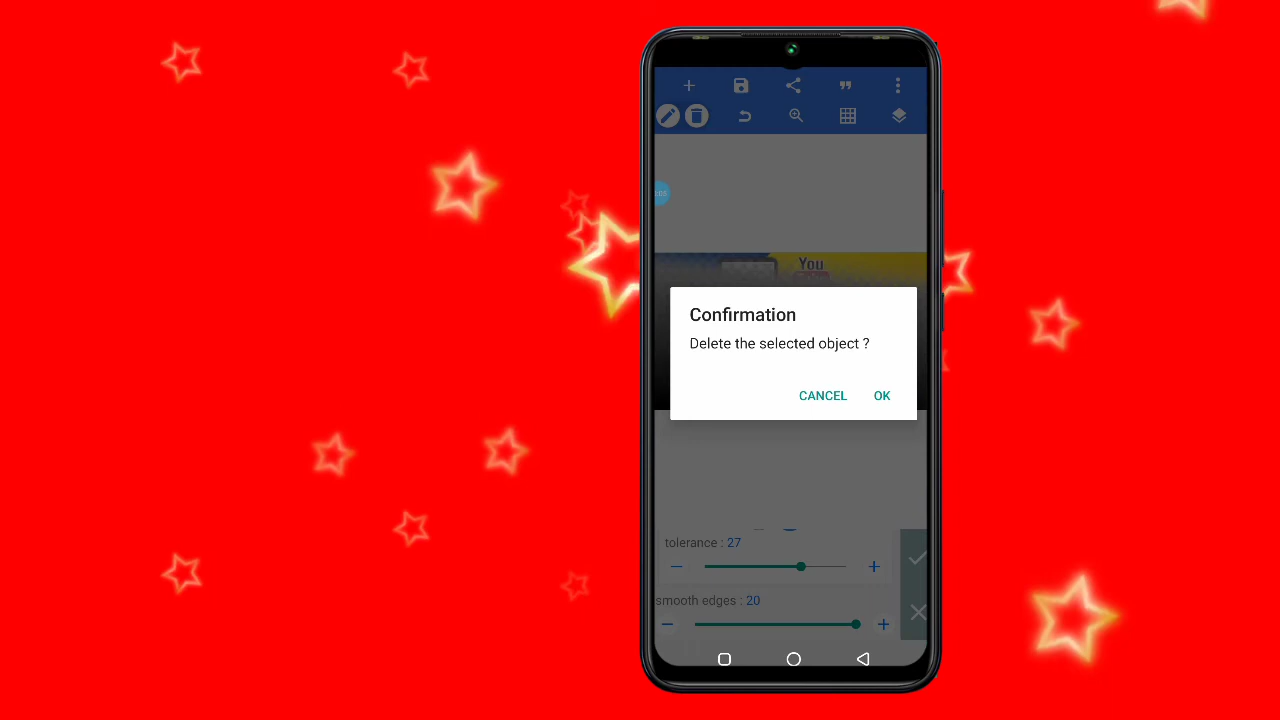 You
Confirmation
Delete the selected object ?
CANCEL OK
tolerance : 27
smooth edges : 20